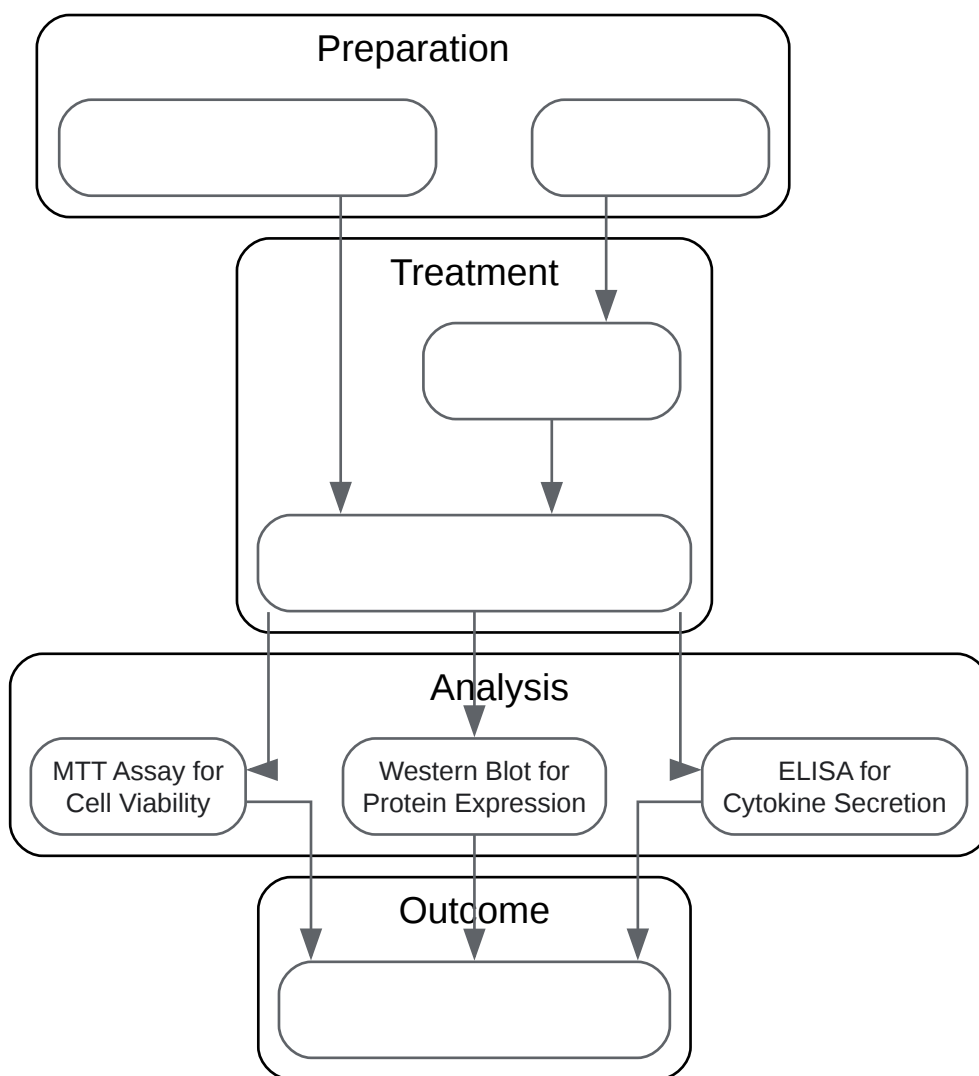 Preparation
Treatment
Analysis
MTT Assay for
Cell Viability
Western Blot for
Protein Expression
ELISA for
Cytokine Secretion
Outcome